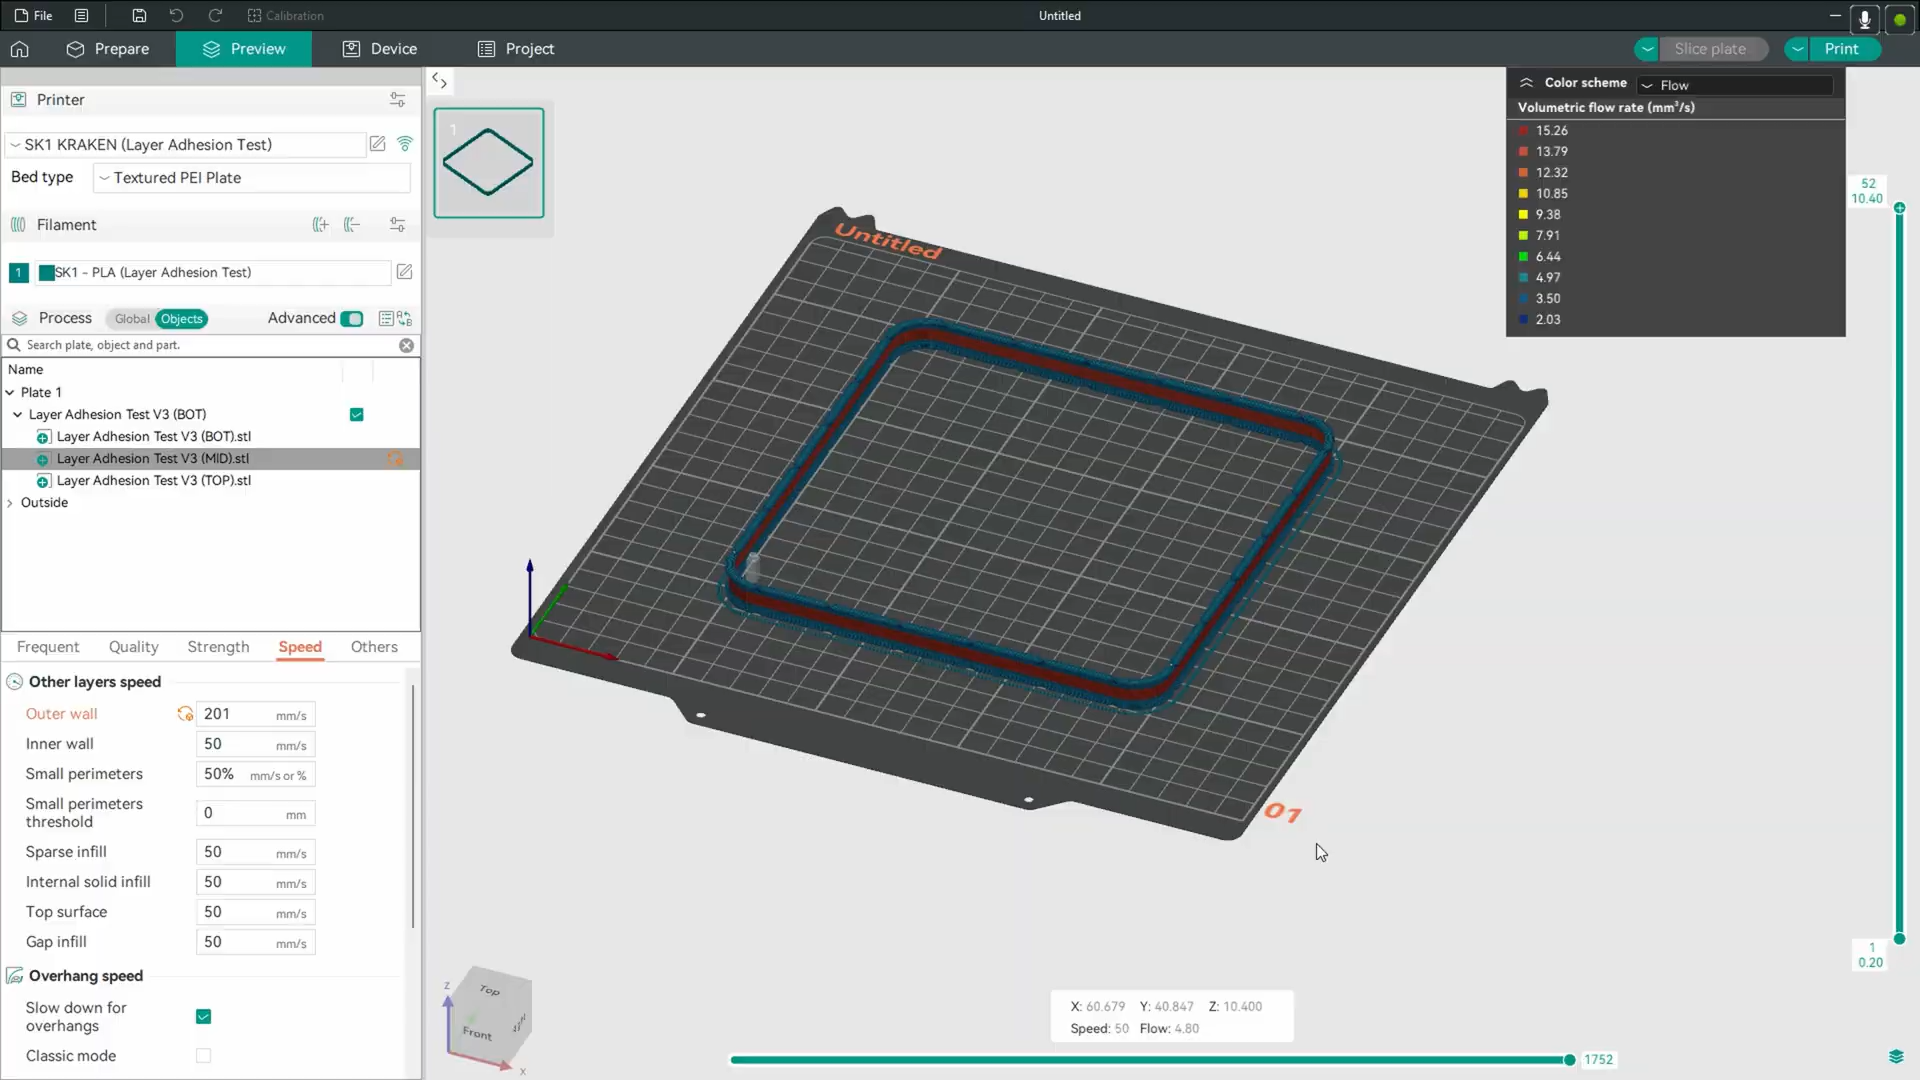 File
Calibration
Untitled
Prepare
Preview
Device
Project
Slice plate
Print
Printer
SK1 KRAKEN (Layer Adhesion Test)
Bed type
Textured PEI Plate
Filament
1
SK1 - PLA (Layer Adhesion Test)
Process
Global
Objects
Advanced
Search plate, object and part.
Name
Plate 1
Layer Adhesion Test V3 (BOT)
Layer Adhesion Test V3 (BOT).stl
Layer Adhesion Test V3 (MID).stl
Layer Adhesion Test V3 (TOP).stl
Outside
Frequent
Quality
Strength
Speed
Others
Other layers speed
Outer wall 201 mm/s
Inner wall 50 mm/s
Small perimeters 50% mm/s or %
Small perimeters
threshold 0 mm
Sparse infill 50 mm/s
Internal solid infill 50 mm/s
Top surface 50 mm/s
Gap infill 50 mm/s
Overhang speed
Slow down for
overhangs
Classic mode
1
Untitled
01
Color scheme
Flow
Volumetric flow rate (mm³/s)
15.26
13.79
12.32
10.85
9.38
7.91
6.44
4.97
3.50
2.03
52
10.40
1
0.20
Top
Front
z
x
X: 60.679 Y: 40.847 Z: 10.400
Speed: 50 Flow: 4.80
1752